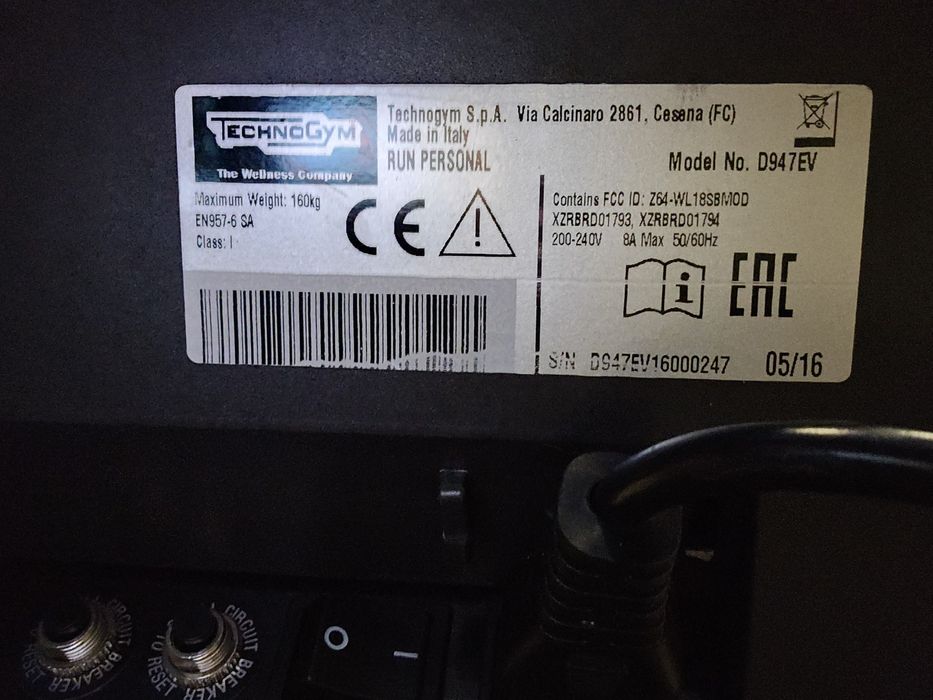 TECHNOGYM
The Wellness Company
Technogym S.p.A. Via Calcinaro 2861, Cesena (FC)
Made in Italy
RUN PERSONAL
Model No. D947EV
Maximum Weight: 160kg
EN957-6 SA
Class: I
CE
Contains FCC ID: Z64-WL18SBMOD
XZRBRD01793, XZRBRD01794
200-240V 8A Max 50/60Hz
EAC
S/N D947EV16000247 05/16
CIRCUIT BREAKER
RESET
CIRCUIT BREAKER
TO RESET
O I